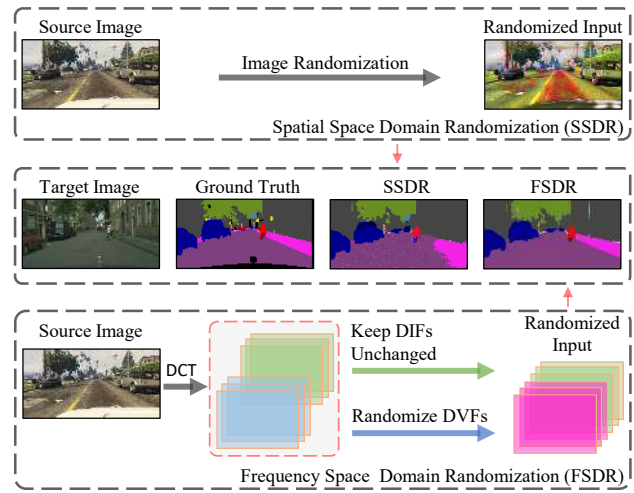 Source Image
Randomized Input
Image Randomization
Spatial Space Domain Randomization (SSDR)
Target Image
Ground Truth
SSDR
FSDR
Source Image
DCT
Keep DIFs
Unchanged
Randomize DVFs
Randomized
Input
Frequency Space Domain Randomization (FSDR)